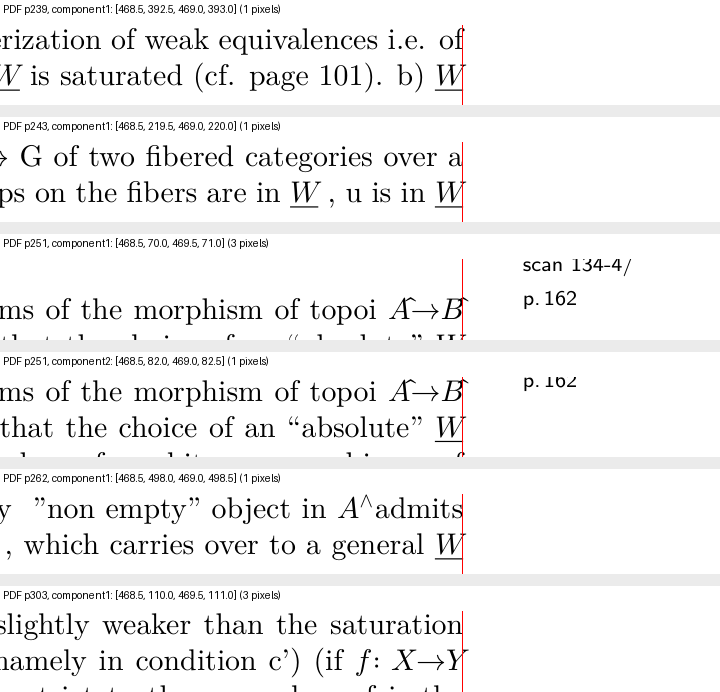 PDF p239, component1: [468.5, 392.5, 469.0, 393.0] (1 pixels)
erization of weak equivalences i.e. of
W is saturated (cf. page 101). b) W
PDF p243, component1: [468.5, 219.5, 469.0, 220.0] (1 pixels)
→ G of two fibered categories over a
ps on the fibers are in W , u is in W
PDF p251, component1: [468.5, 70.0, 469.5, 71.0] (3 pixels)
scan 134-4/
ms of the morphism of topoi A^→B^
p. 162
that the choice of an “absolute” W
PDF p251, component2: [468.5, 82.0, 469.0, 82.5] (1 pixels)
ms of the morphism of topoi A^→B^
p. 162
that the choice of an “absolute” W
PDF p262, component1: [468.5, 498.0, 469.0, 498.5] (1 pixels)
y ”non empty” object in A^admits
, which carries over to a general W
PDF p303, component1: [468.5, 110.0, 469.5, 111.0] (3 pixels)
slightly weaker than the saturation
namely in condition c’) (if f: X→Y